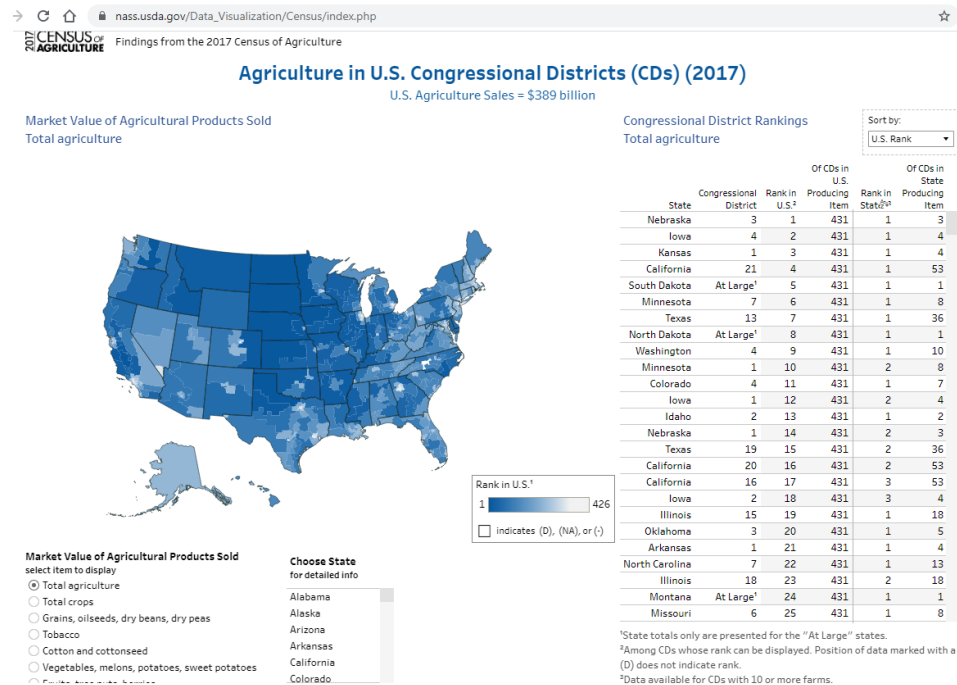 nass.usda.gov/Data_Visualization/Census/index.php
2017 CENSUS OF AGRICULTURE Findings from the 2017 Census of Agriculture
Agriculture in U.S. Congressional Districts (CDs) (2017)
U.S. Agriculture Sales = $389 billion
Market Value of Agricultural Products Sold
Total agriculture
Rank in U.S.¹
1 426
indicates (D), (NA), or (-)
Market Value of Agricultural Products Sold
select item to display
Total agriculture
Total crops
Grains, oilseeds, dry beans, dry peas
Tobacco
Cotton and cottonseed
Vegetables, melons, potatoes, sweet potatoes
Fruits, tree nuts, berries
Choose State
for detailed info
Alabama
Alaska
Arizona
Arkansas
California
Colorado
Congressional District Rankings
Total agriculture
Sort by:
U.S. Rank
Of CDs in Of CDs in
U.S. State
Congressional Rank in Producing Rank in Producing
State District U.S.² Item State²˒³ Item
Nebraska 3 1 431 1 3
Iowa 4 2 431 1 4
Kansas 1 3 431 1 4
California 21 4 431 1 53
South Dakota At Large¹ 5 431 1 1
Minnesota 7 6 431 1 8
Texas 13 7 431 1 36
North Dakota At Large¹ 8 431 1 1
Washington 4 9 431 1 10
Minnesota 1 10 431 2 8
Colorado 4 11 431 1 7
Iowa 1 12 431 2 4
Idaho 2 13 431 1 2
Nebraska 1 14 431 2 3
Texas 19 15 431 2 36
California 20 16 431 2 53
California 16 17 431 3 53
Iowa 2 18 431 3 4
Illinois 15 19 431 1 18
Oklahoma 3 20 431 1 5
Arkansas 1 21 431 1 4
North Carolina 7 22 431 1 13
Illinois 18 23 431 2 18
Montana At Large¹ 24 431 1 1
Missouri 6 25 431 1 8
¹State totals only are presented for the "At Large" states.
²Among CDs whose rank can be displayed. Position of data marked with a
(D) does not indicate rank.
³Data available for CDs with 10 or more farms.